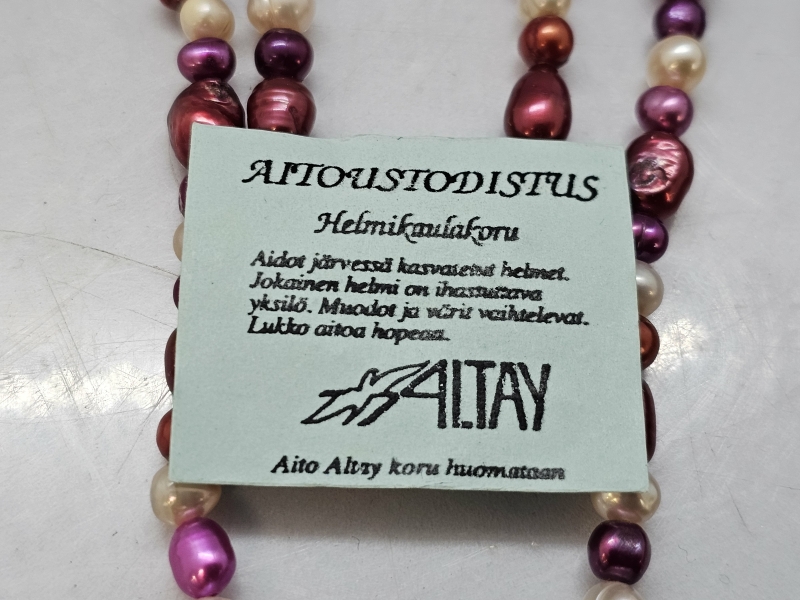 AITOUSTODISTUS
Helmikaulakoru
Aidot järvessä kasvatetut helmet.
Jokainen helmi on ihastuttava
yksilö. Muodot ja värit vaihtelevat.
Lukko aitoa hopeaa.
ALTAY
Aito Altay koru huomataan